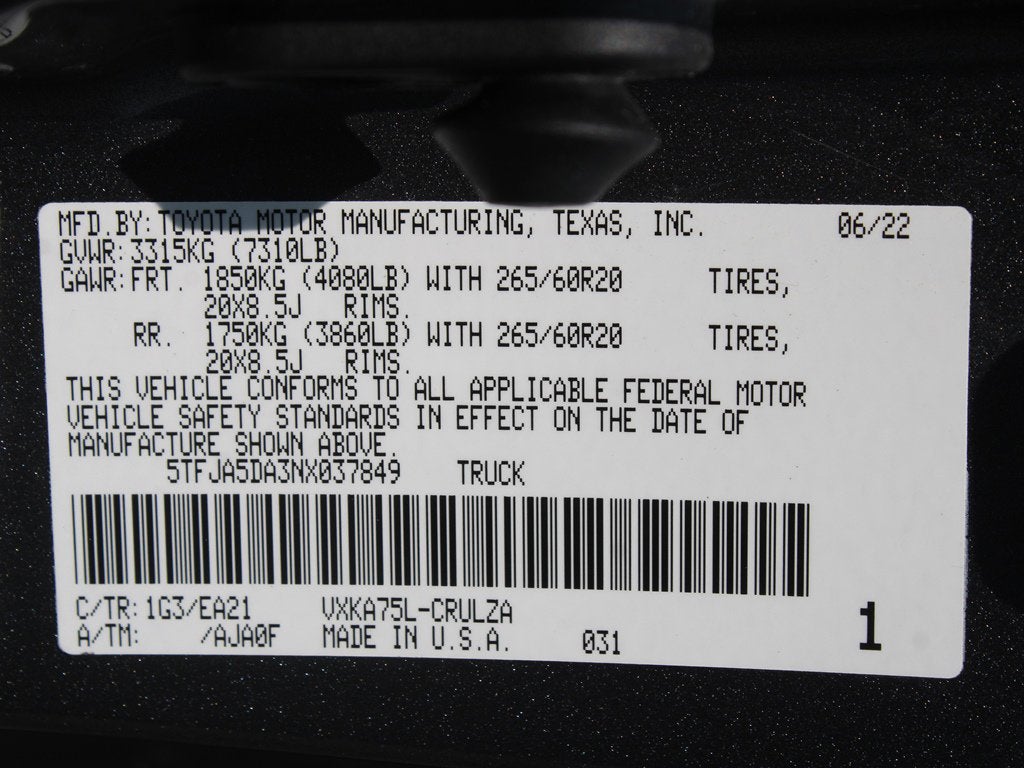 MFD.BY: TOYOTA MOTOR MANUFACTURING, TEXAS, INC. 06/22
GVWR: 3315KG (7310LB)
GAWR: FRT. 1850KG (4080LB) WITH 265/60R20 TIRES,
20X8.5J RIMS.
RR. 1750KG (3860LB) WITH 265/60R20 TIRES,
20X8.5J RIMS.
THIS VEHICLE CONFORMS TO ALL APPLICABLE FEDERAL MOTOR
VEHICLE SAFETY STANDARDS IN EFFECT ON THE DATE OF
MANUFACTURE SHOWN ABOVE.
5TFJA5DA3NX037849 TRUCK
C/TR: 1G3/EA21 VXKA75L-CRULZA
A/TM: /AJA0F MADE IN U.S.A. 031 1